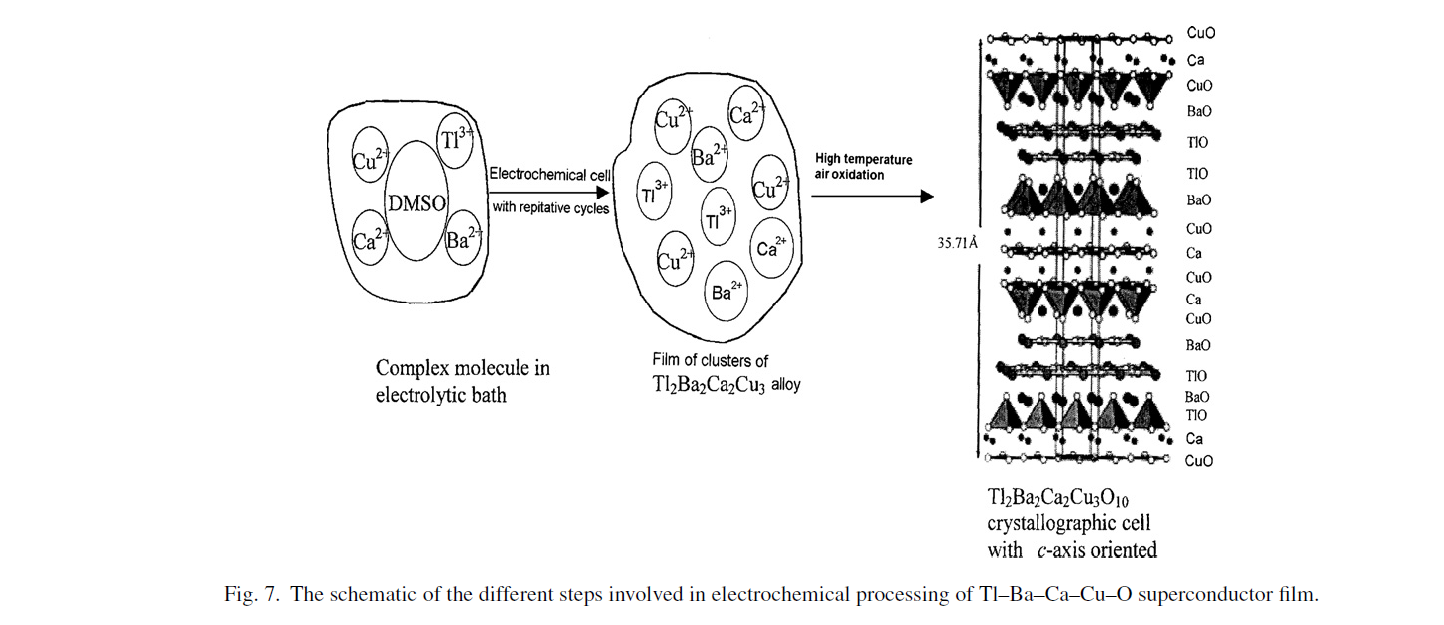 Cu²⁺
Tl³⁺
DMSO
Ca²⁺
Ba²⁺
Complex molecule in
electrolytic bath
Electrochemical cell
with repitative cycles
Cu²⁺
Ca²⁺
Ba²⁺
Tl³⁺
Cu²⁺
Tl³⁺
Cu²⁺
Ca²⁺
Ba²⁺
Film of clusters of
Tl₂Ba₂Ca₂Cu₃ alloy
High temperature
air oxidation
35.71Å
CuO
Ca
CuO
BaO
TlO
TlO
BaO
CuO
Ca
CuO
Ca
CuO
BaO
TlO
BaO
TlO
Ca
CuO
Tl₂Ba₂Ca₂Cu₃O₁₀
crystallographic cell
with c-axis oriented
Fig. 7. The schematic of the different steps involved in electrochemical processing of Tl–Ba–Ca–Cu–O superconductor film.